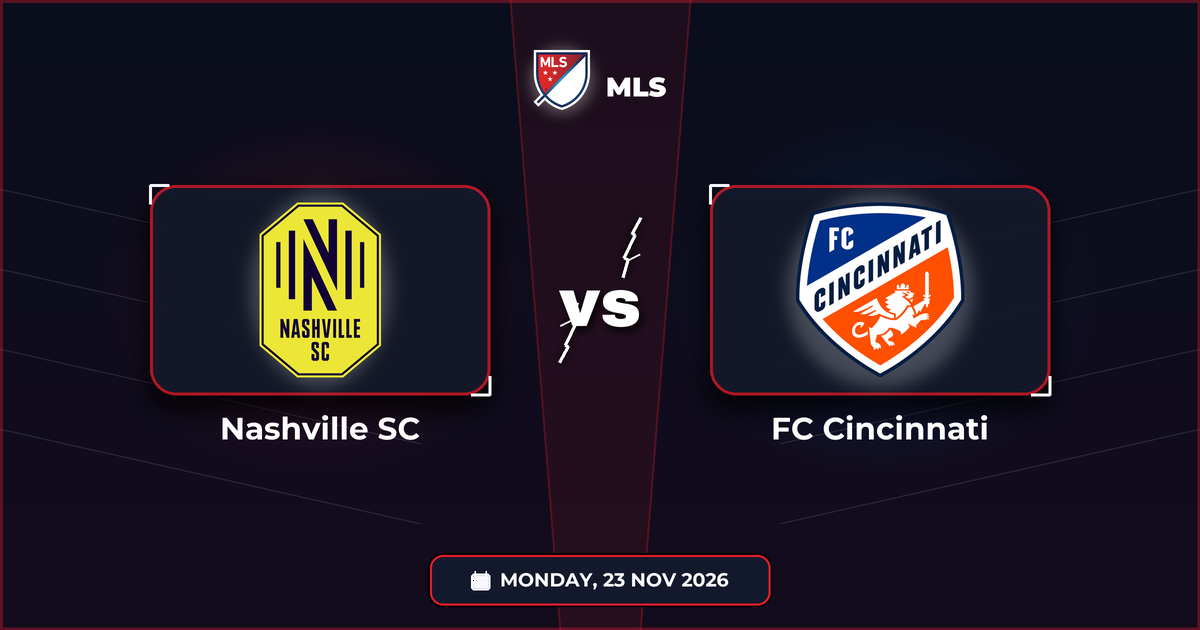 MLS
MLS
NASHVILLE
SC
FC
CINCINNATI
VS
Nashville SC
FC Cincinnati
MONDAY, 23 NOV 2026